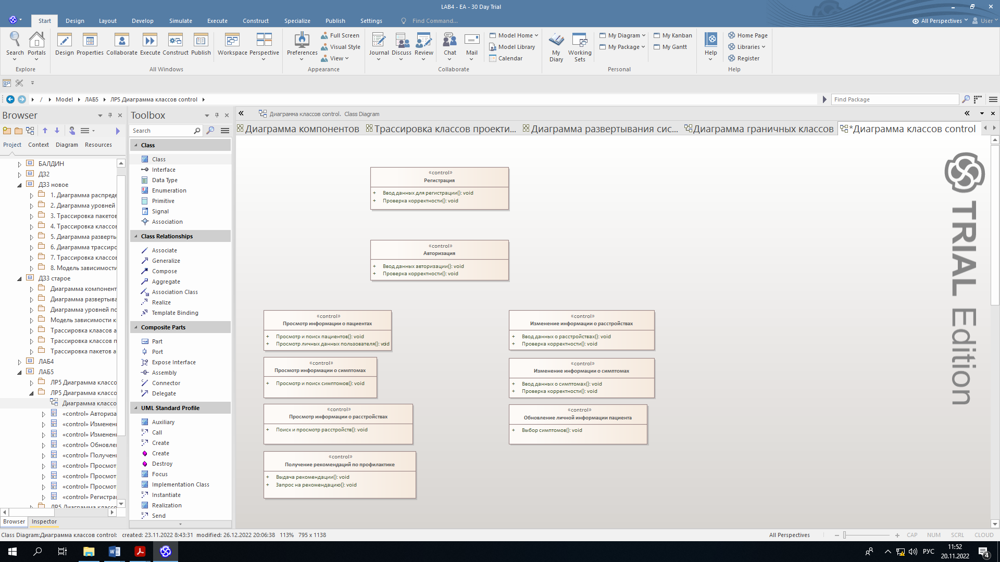 LAB4 - EA - 30 Day Trial
Start Design Layout Develop Simulate Execute Construct Specialize Publish Settings Find Command... All Perspectives User
Search Portals Design Properties Collaborate Execute Construct Publish Workspace Perspective Preferences Full Screen Visual Style View Journal Discuss Review Chat Mail Model Home Model Library Calendar My Diary Working Sets My Diagram My Package My Kanban My Gantt Help Home Page Libraries Register
Explore All Windows Appearance Collaborate Personal Help
/ Model ЛАБ5 ЛР5 Диаграмма классов control Find Package
Browser
Project Context Diagram Resources
БАЛДИН
ДЗ2
ДЗ3 новое
1. Диаграмма распреде
2. Диаграмма уровней
3. Трассировка пакетов
4. Трассировка классов
5. Диаграмма разверть
6. Диаграмма трассирс
7. Трассировка классов
8. Модель зависимости
ДЗ3 старое
Диаграмма компонент
Диаграмма развертыва
Диаграмма уровней пс
Модель зависимости к
Трассировка клаасов а
Трассировка классов п
Трассировка пакетов а
ЛАБ4
ЛАБ5
ЛР5 Диаграмма классо
ЛР5 Диаграмма классо
Диаграмма классо
«control» Авториза
«control» Изменен
«control» Изменен
«control» Обновле
«control» Получен
«control» Просмот
«control» Просмот
«control» Просмот
«control» Регистра
ЛР5 Диаграмма классо
Browser Inspector
Toolbox
Search
Class
Class
Interface
Data Type
Enumeration
Primitive
Signal
Association
Class Relationships
Associate
Generalize
Compose
Aggregate
Association Class
Realize
Template Binding
Composite Parts
Part
Port
Expose Interface
Assembly
Connector
Delegate
UML Standard Profile
Auxiliary
Call
Create
Create
Destroy
Focus
Implementation Class
Instantiate
Realization
Send
Диаграмма классов control. Class Diagram
Диаграмма компонентов Трассировка классов проекти... Диаграмма развертывания сис... Диаграмма граничных классов *Диаграмма классов control
«control»
Регистрация
+ Ввод данных для регистрации(): void
+ Проверка корректности(): void
«control»
Авторизация
+ Ввод данных авторизации(): void
+ Проверка корректности(): void
«control»
Просмотр информации о пациентах
+ Просмотр и поиск пациентов(): void
+ Просмотр личных данных пользователя(): void
«control»
Изменение информации о расстройствах
+ Ввод данных о расстройствах(): void
+ Проверка корректности(): void
«control»
Просмотр информации о симптомах
+ Просмотр и поиск симптомов(): void
«control»
Изменение информации о симптомах
+ Ввод данных о симптомах(): void
+ Проверка корректности(): void
«control»
Просмотр информации о расстройствах
+ Поиск и просмотр расстройств(): void
«control»
Обновление личной информации пациента
+ Выбор симптомов(): void
«control»
Получение рекомендаций по профилактике
+ Выдача рекомендации(): void
+ Запрос на рекомендацию(): void
TRIAL Edition
Class Diagram:Диаграмма классов control: created: 23.11.2022 8:43:31 modified: 26.12.2022 20:06:38 113% 795 x 1138 All Perspectives CAP NUM SCRL CLOUD
РУС 11:52
20.11.2022
4